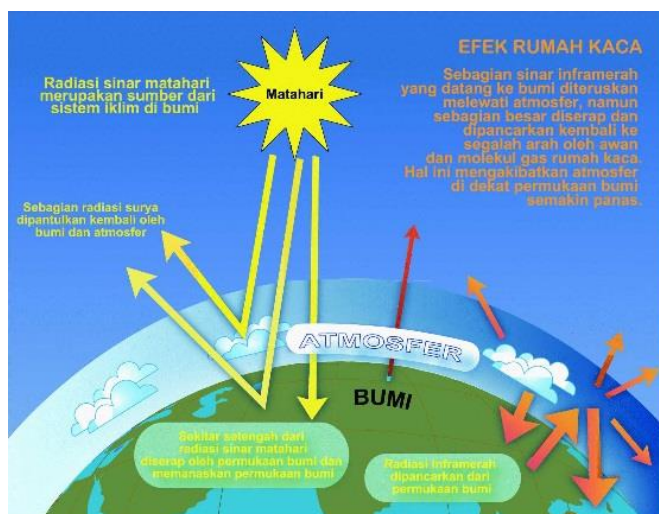 EFEK RUMAH KACA
Sebagian sinar inframerah
yang datang ke bumi diteruskan
melewati atmosfer, namun
sebagian besar diserap dan
dipancarkan kembali ke
segalah arah oleh awan
dan molekul gas rumah kaca.
Hal ini mengakibatkan atmosfer
di dekat permukaan bumi
semakin panas.
Radiasi sinar matahari
merupakan sumber dari
sistem iklim di bumi
Matahari
Sebagian radiasi surya
dipantulkan kembali oleh
bumi dan atmosfer
ATMOSFER
BUMI
Sekitar setengah dari
radiasi sinar matahari
diserap oleh permukaan bumi dan
memanaskan permukaan bumi
Radiasi Inframerah
dipancarkan dari
permukaan bumi